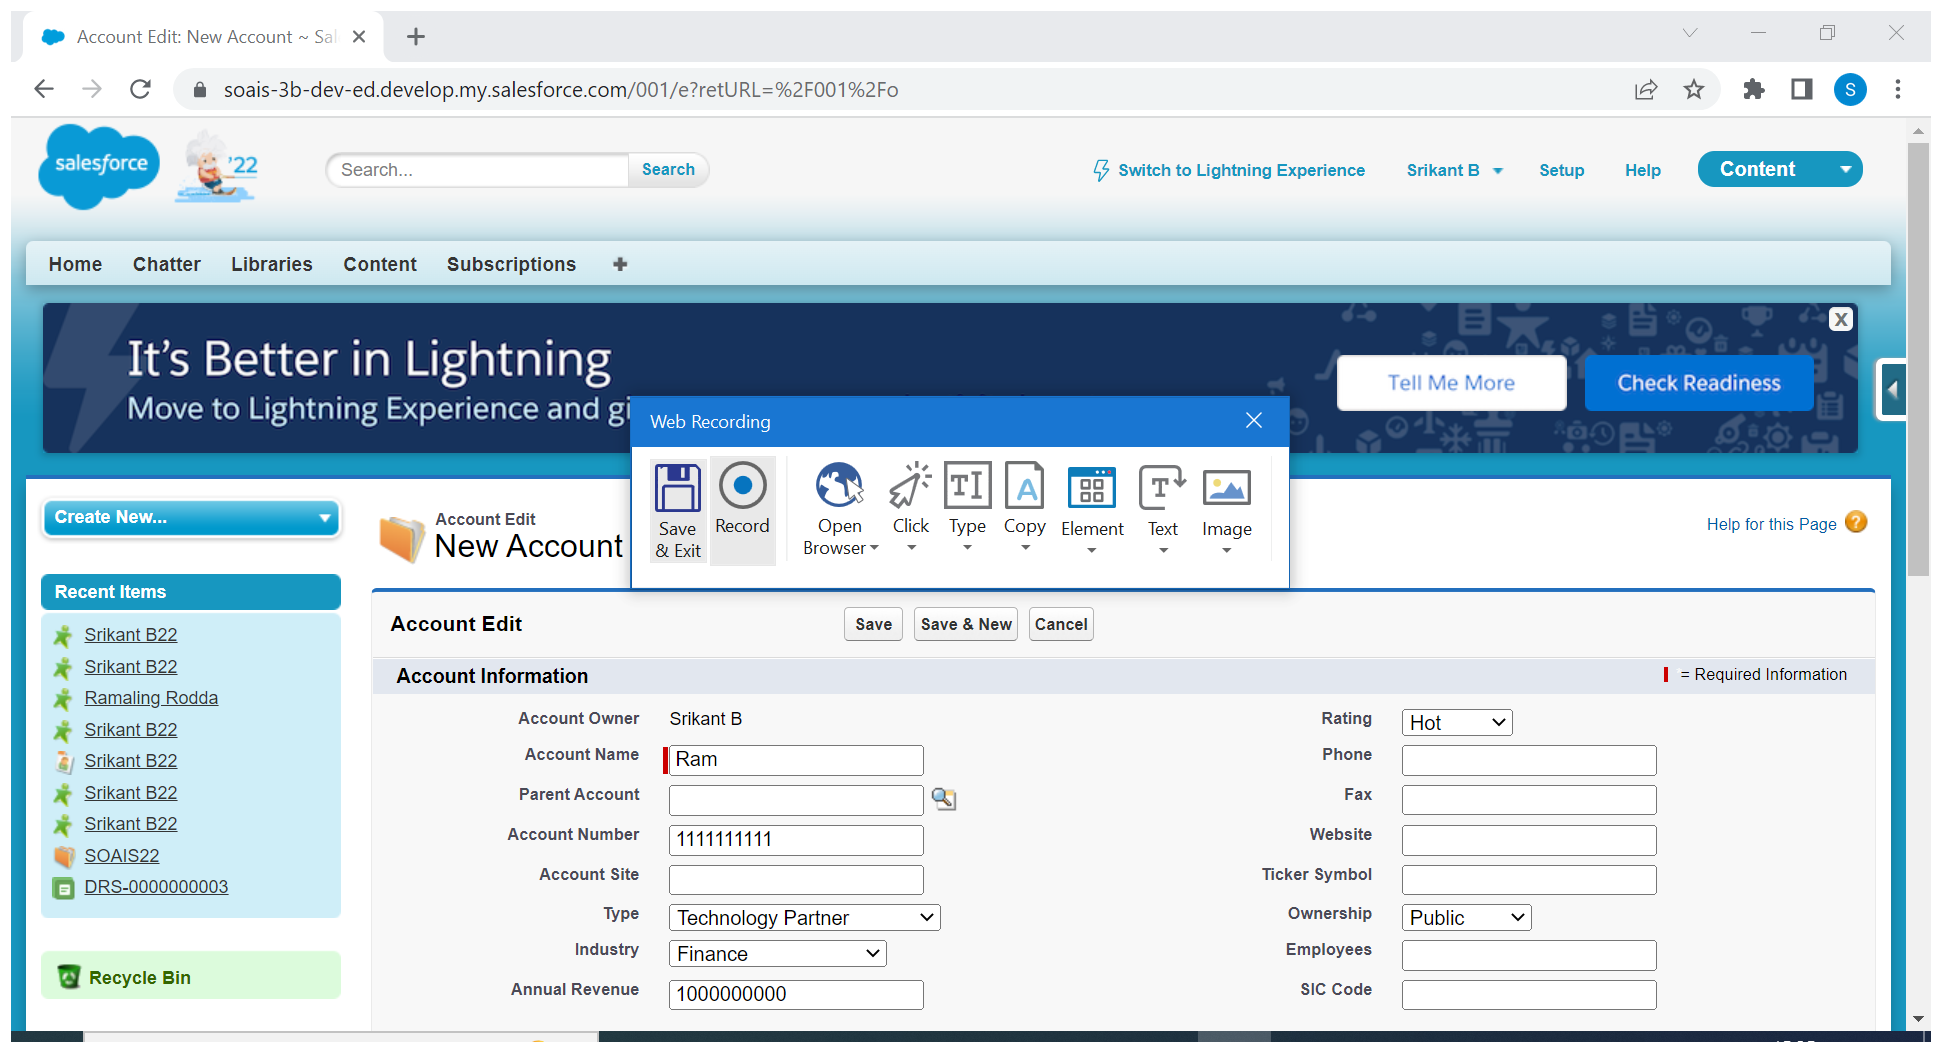 Account Edit: New Account ~ Sal
soais-3b-dev-ed.develop.my.salesforce.com/001/e?retURL=%2F001%2Fo
S
salesforce
'22
Search...
Search
Switch to Lightning Experience
Srikant B
Setup
Help
Content
Home
Chatter
Libraries
Content
Subscriptions
It's Better in Lightning
Move to Lightning Experience and gi
Tell Me More
Check Readiness
X
Web Recording
Save
& Exit
Record
Open
Browser
Click
Type
Copy
Element
Text
Image
Create New...
Account Edit
New Account
Help for this Page
?
Recent Items
Srikant B22
Srikant B22
Ramaling Rodda
Srikant B22
Srikant B22
Srikant B22
Srikant B22
SOAIS22
DRS-0000000003
Recycle Bin
Account Edit
Save
Save & New
Cancel
Account Information
= Required Information
Account Owner
Srikant B
Rating
Hot
Account Name
Ram
Phone
Parent Account
Fax
Account Number
1111111111
Website
Account Site
Ticker Symbol
Type
Technology Partner
Ownership
Public
Industry
Finance
Employees
Annual Revenue
1000000000
SIC Code